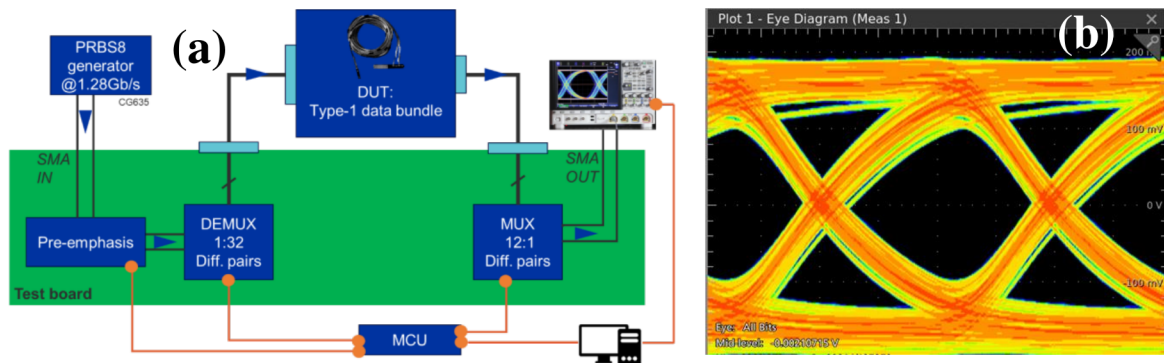 (a)
PRBS8
generator
@1.28Gb/s
CG635
DUT:
Type-1 data bundle
SMA
IN
SMA
OUT
Pre-emphasis
DEMUX
1:32
Diff. pairs
MUX
12:1
Diff. pairs
Test board
MCU
Plot 1 - Eye Diagram (Meas 1)
(b)
200 mV
100 mV
0 V
-100 mV
Eye: All Bits
Mid-level: